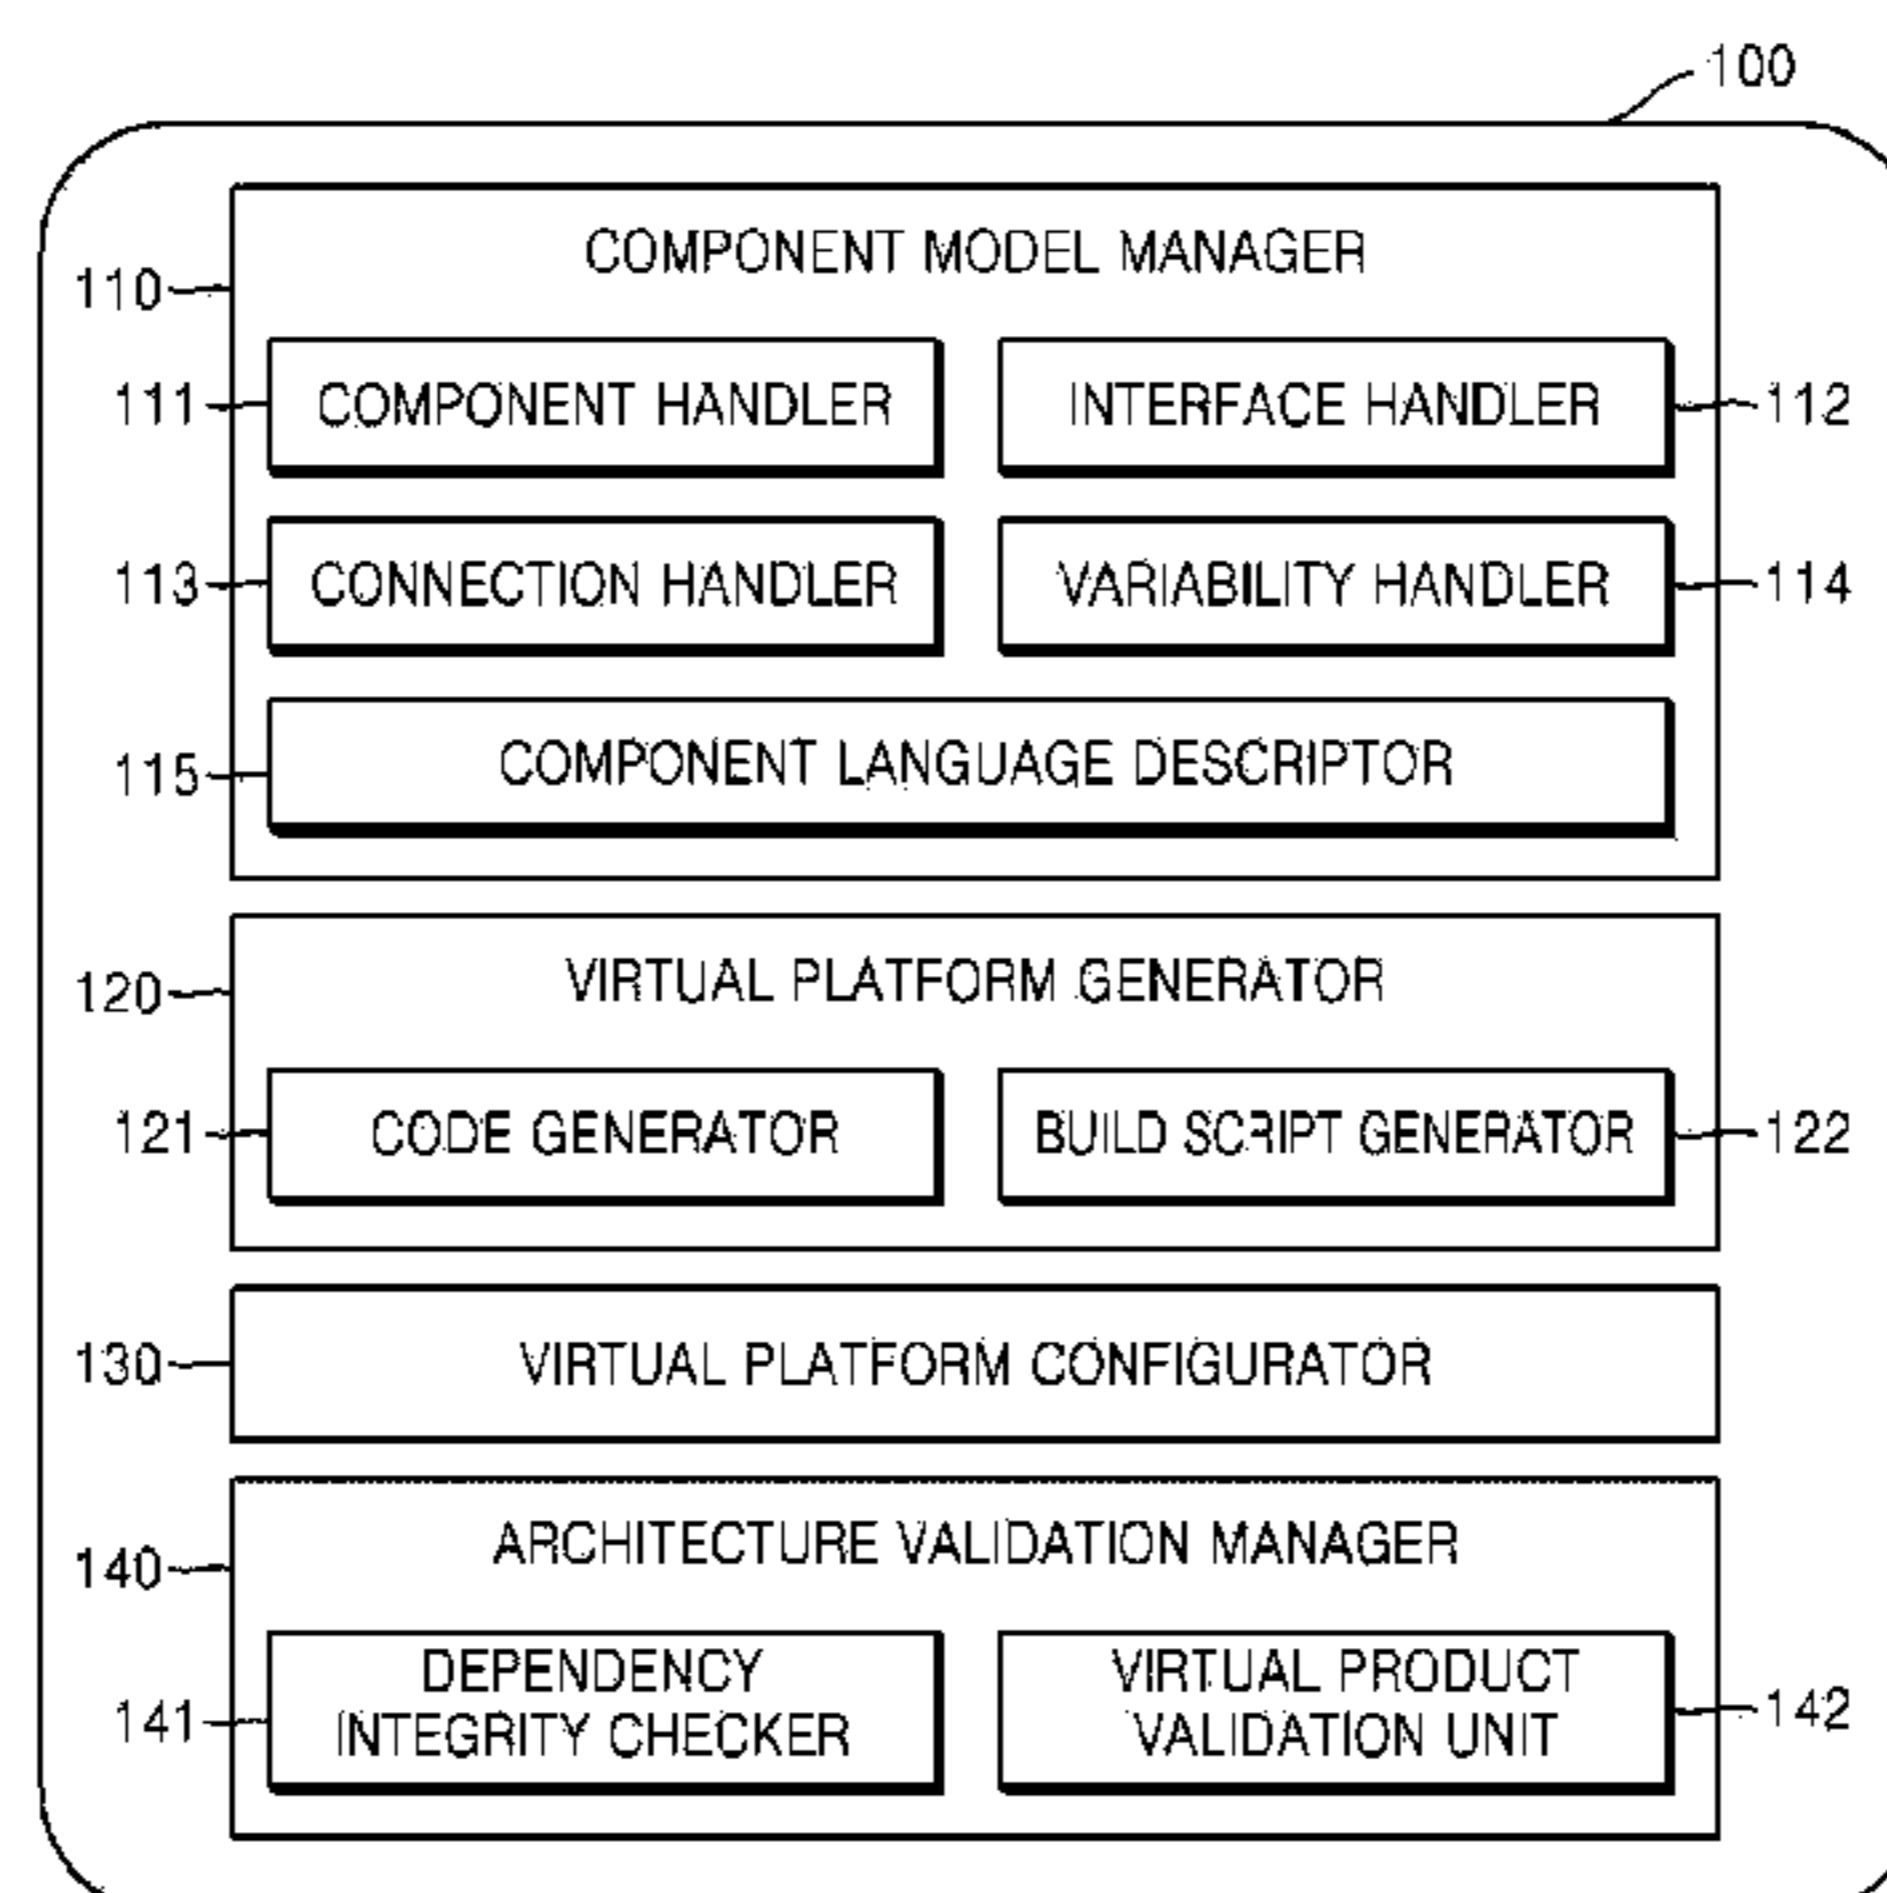 100
COMPONENT MODEL MANAGER
110
111 COMPONENT HANDLER INTERFACE HANDLER 112
113 CONNECTION HANDLER VARIABILITY HANDLER 114
115 COMPONENT LANGUAGE DESCRIPTOR
120 VIRTUAL PLATFORM GENERATOR
121 CODE GENERATOR BUILD SCRIPT GENERATOR 122
130 VIRTUAL PLATFORM CONFIGURATOR
ARCHITECTURE VALIDATION MANAGER
140
141 DEPENDENCY
INTEGRITY CHECKER
VIRTUAL PRODUCT
VALIDATION UNIT 142